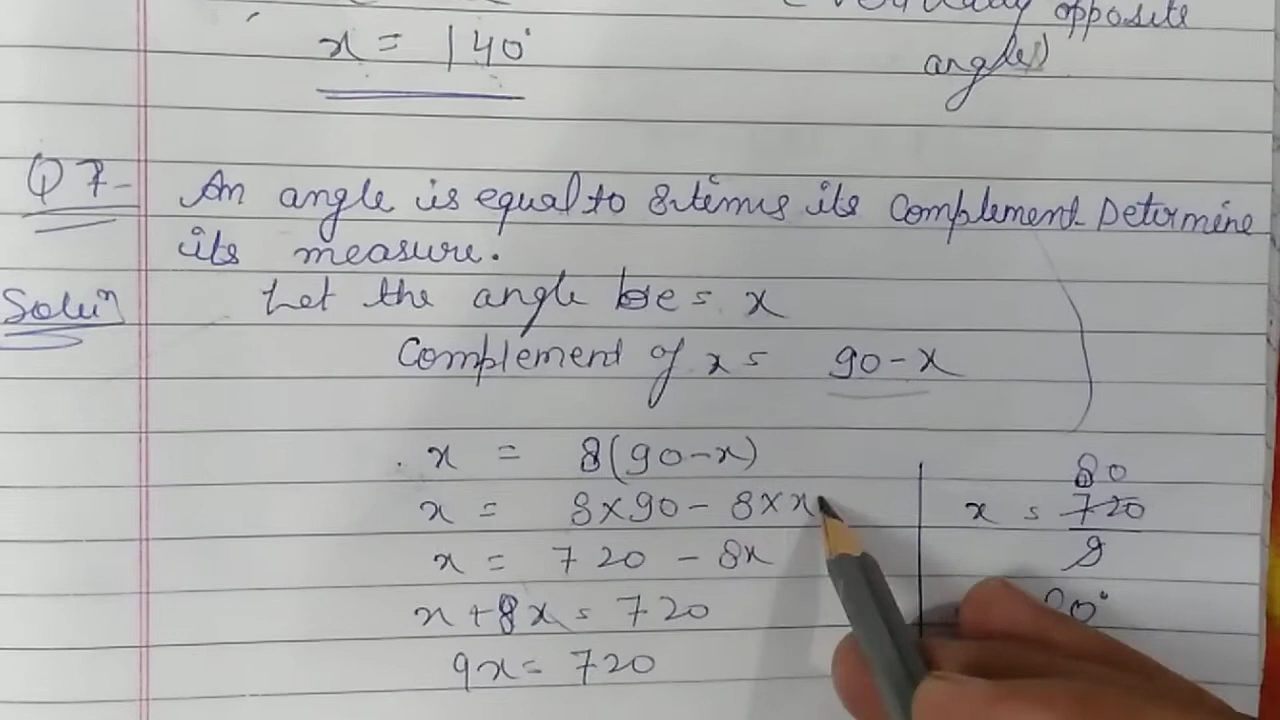 opposite
x = 140°
angles)
Q7- An angle is equal to 8 times its complement Determine
its measure.
Let the angle be = x
Complement of x = 90-x
x = 8(90-x)
x = 8×90 - 8×x
x = 720 - 8x
x+8x = 720
9x = 720
80
x = 720
9